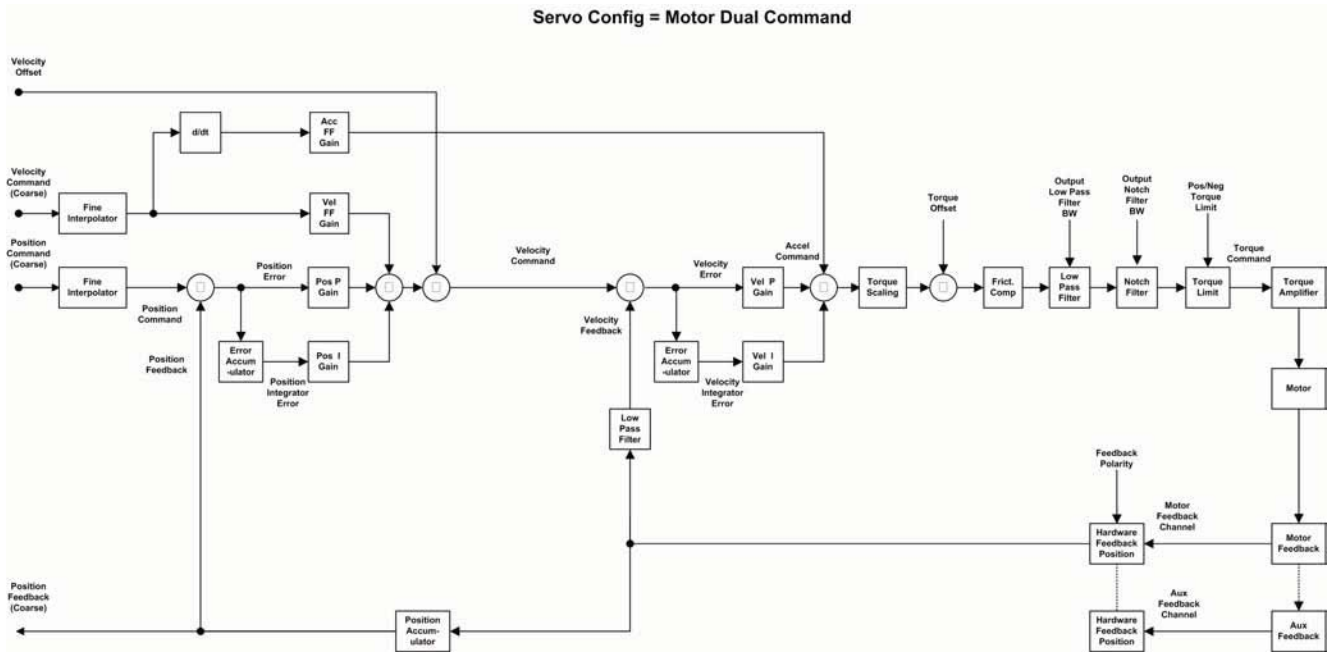 Servo Config = Motor Dual Command
Velocity
Offset
d/dt
Acc
FF
Gain
Velocity
Command
(Coarse)
Fine
Interpolator
Vel
FF
Gain
Torque
Offset
Output
Low Pass
Filter
BW
Output
Notch
Filter
BW
Pos/Neg
Torque
Limit
Position
Command
(Coarse)
Fine
Interpolator
Position
Command
Position
Error
Pos P
Gain
Velocity
Command
Velocity
Error
Vel P
Gain
Accel
Command
Torque
Scaling
Frict.
Comp
Low
Pass
Filter
Notch
Filter
Torque
Limit
Torque
Command
Torque
Amplifier
Position
Feedback
Error
Accum
-ulator
Position
Integrator
Error
Pos I
Gain
Velocity
Feedback
Error
Accum
-ulator
Velocity
Integrator
Error
Vel I
Gain
Motor
Low
Pass
Filter
Feedback
Polarity
Hardware
Feedback
Position
Motor
Feedback
Channel
Motor
Feedback
Position
Feedback
(Coarse)
Position
Accum-
ulator
Hardware
Feedback
Position
Aux
Feedback
Channel
Aux
Feedback